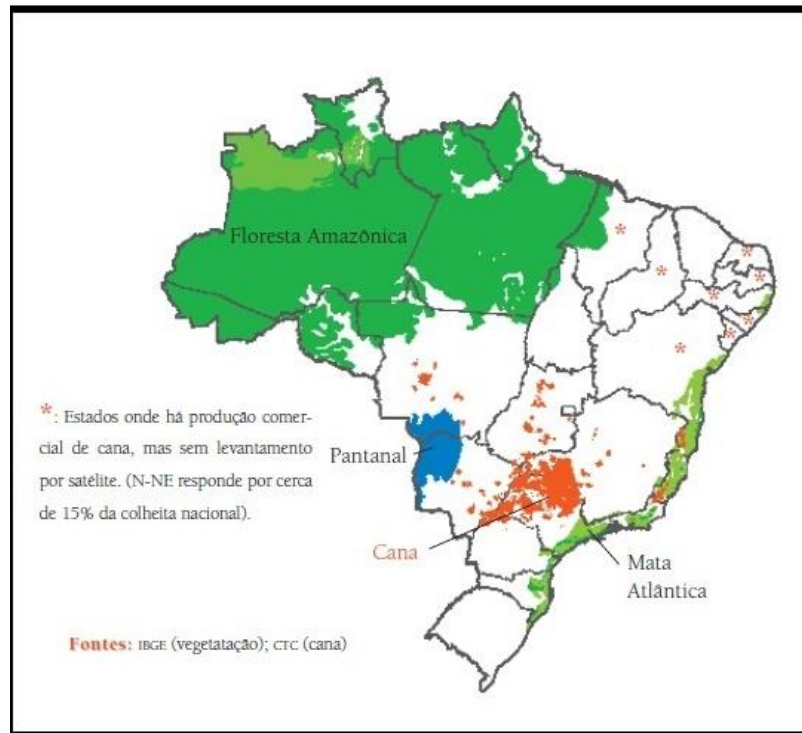 Floresta Amazônica
*: Estados onde há produção comer-
cial de cana, mas sem levantamento
por satélite. (N-NE responde por cerca
de 15% da colheita nacional).
Pantanal
Cana
Mata
Atlântica
Fontes: IBGE (vegetatação); CTC (cana)